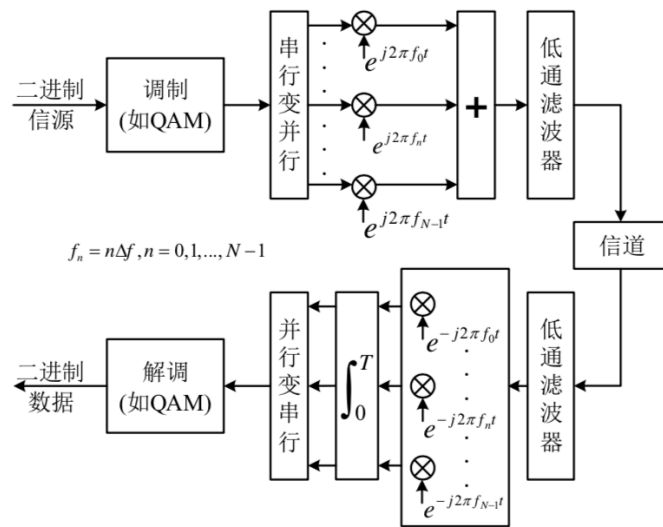 二进制
信源
调制
(如QAM)
串行变并行
e^{j2πf_0t}
e^{j2πf_nt}
e^{j2πf_{N-1}t}
+
低通滤波器
信道
f_n = nΔf, n = 0,1,..., N−1
二进制
数据
解调
(如QAM)
并行变串行
∫_0^T
e^{-j2πf_0t}
e^{-j2πf_nt}
e^{-j2πf_{N-1}t}
低通滤波器